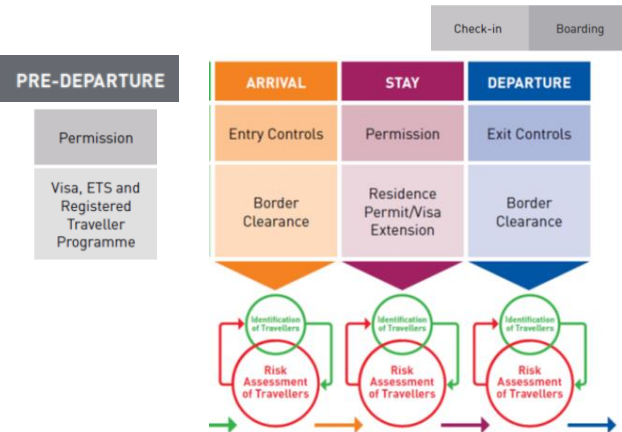 Check-in Boarding
PRE-DEPARTURE ARRIVAL STAY DEPARTURE
Permission Entry Controls Permission Exit Controls
Visa, ETS and
Registered
Traveller
Programme
Border
Clearance
Residence
Permit/Visa
Extension
Border
Clearance
Identification
of Travellers
Risk
Assessment
of Travellers
Identification
of Travellers
Risk
Assessment
of Travellers
Identification
of Travellers
Risk
Assessment
of Travellers